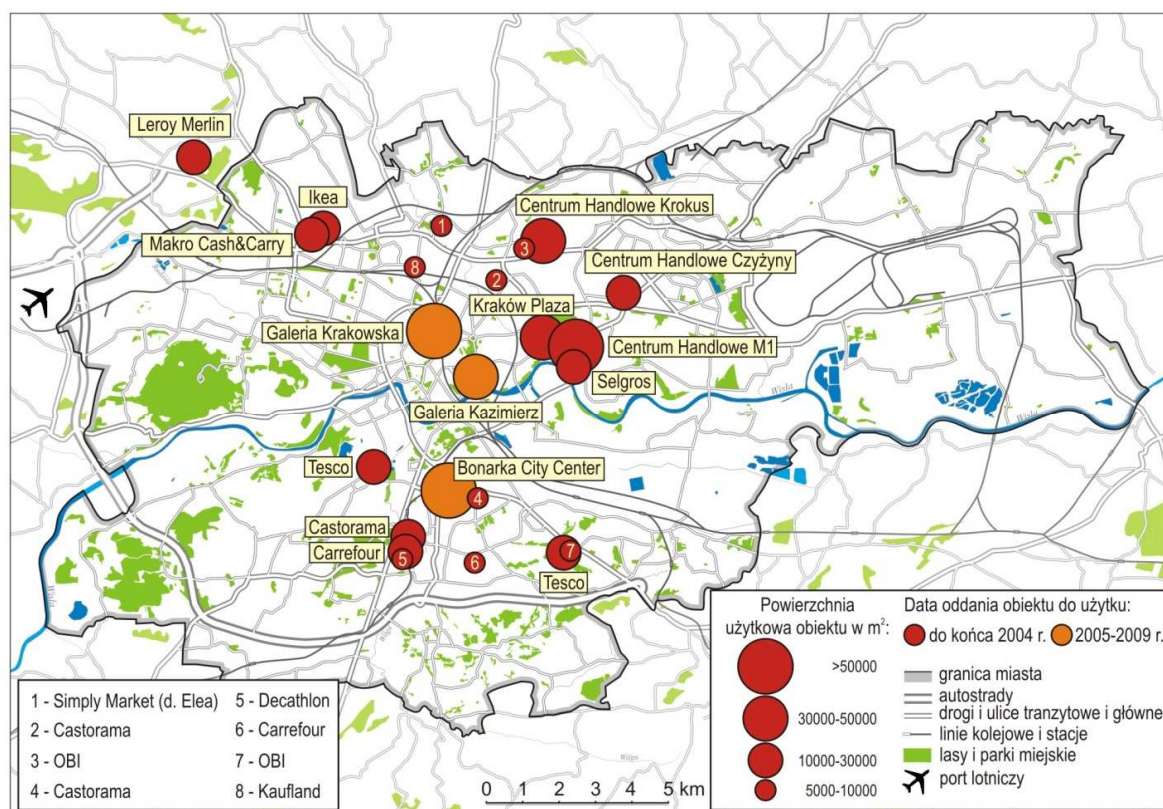 Leroy Merlin
Ikea
Makro Cash&Carry
1
Centrum Handlowe Krokus
3
8
2
Centrum Handlowe Czyżyny
Kraków Plaza
Galeria Krakowska
Centrum Handlowe M1
Selgros
Galeria Kazimierz
Wisła
Wisła
Tesco
Bonarka City Center
4
Castorama
Carrefour
5
6
7
Tesco
Wisła
Wilga
Wilga
1 - Simply Market (d. Elea)
2 - Castorama
3 - OBI
4 - Castorama
5 - Decathlon
6 - Carrefour
7 - OBI
8 - Kaufland
0 1 2 3 4 5 km
Powierzchnia
użytkowa obiektu w m²:
>50000
30000-50000
10000-30000
5000-10000
Data oddania obiektu do użytku:
do końca 2004 r.
2005-2009 r.
granica miasta
autostrady
drogi i ulice tranzytowe i główne
linie kolejowe i stacje
lasy i parki miejskie
port lotniczy